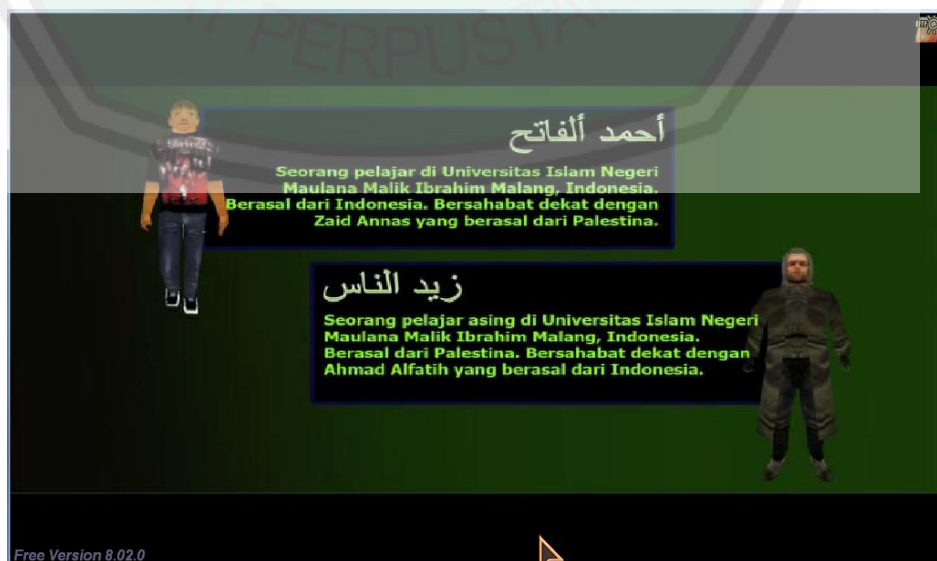 PERPUSTA
أحمد ألفاتح
Seorang pelajar di Universitas Islam Negeri
Maulana Malik Ibrahim Malang, Indonesia.
Berasal dari Indonesia. Bersahabat dekat dengan
Zaid Annas yang berasal dari Palestina.
زيد الناس
Seorang pelajar asing di Universitas Islam Negeri
Maulana Malik Ibrahim Malang, Indonesia.
Berasal dari Palestina. Bersahabat dekat dengan
Ahmad Alfatih yang berasal dari Indonesia.
Free Version 8.02.0